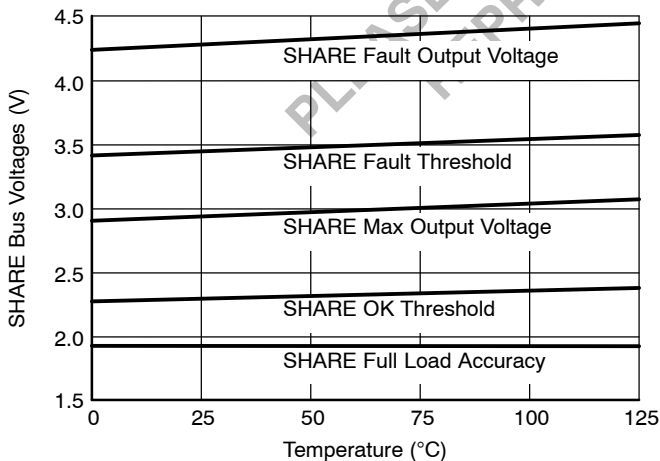 PLEASE
4.5
SHARE Fault Output Voltage
4.0
3.5
SHARE Fault Threshold
3.0
SHARE Max Output Voltage
2.5
SHARE OK Threshold
2.0
SHARE Full Load Accuracy
1.5
SHARE Bus Voltages (V)
0 25 50 75 100 125
Temperature (°C)